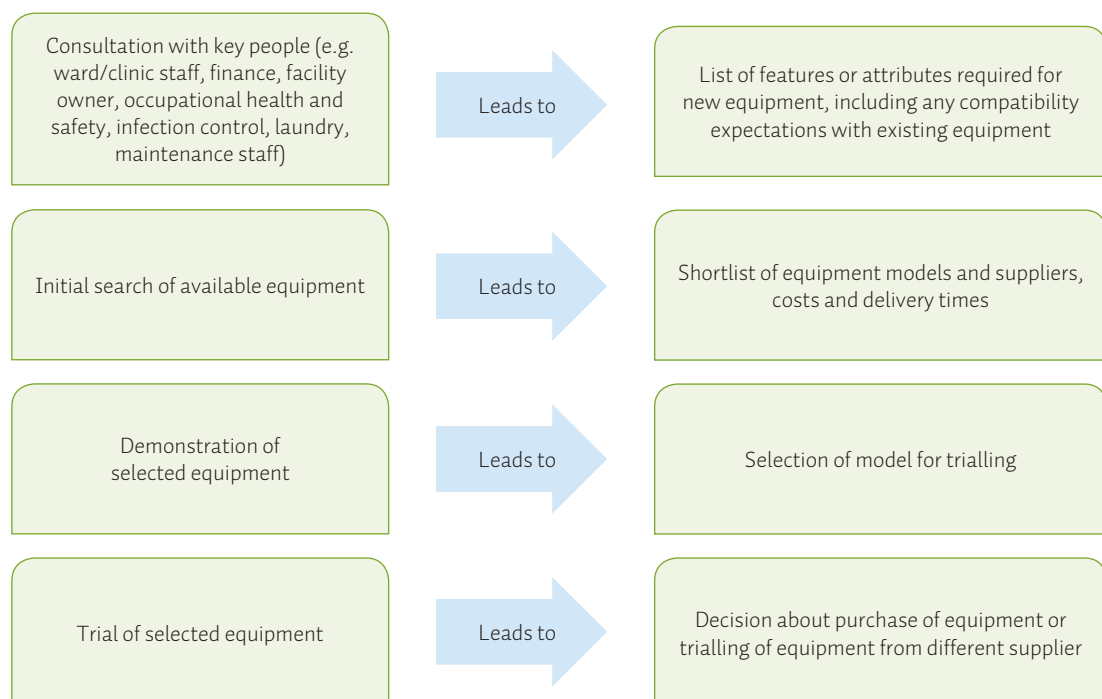 Consultation with key people (e.g.
ward/clinic staff, finance, facility
owner, occupational health and
safety, infection control, laundry,
maintenance staff)
Leads to
List of features or attributes required for
new equipment, including any compatibility
expectations with existing equipment
Initial search of available equipment
Leads to
Shortlist of equipment models and suppliers,
costs and delivery times
Demonstration of
selected equipment
Leads to
Selection of model for trialling
Trial of selected equipment
Leads to
Decision about purchase of equipment or
trialling of equipment from different supplier